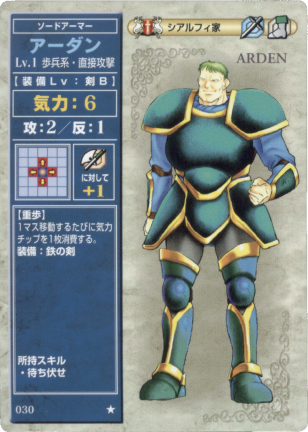 ソードアーマー
アーダン
Lv.1 歩兵系・直接攻撃
【装備Lv:剣B】
気力:6
攻:2/反:1
に対して
+1
【重歩】
1マス移動するたびに気力
チップを1枚消費する。
装備:鉄の剣
所持スキル
・待ち伏せ
030 ★
シアルフィ家
ARDEN